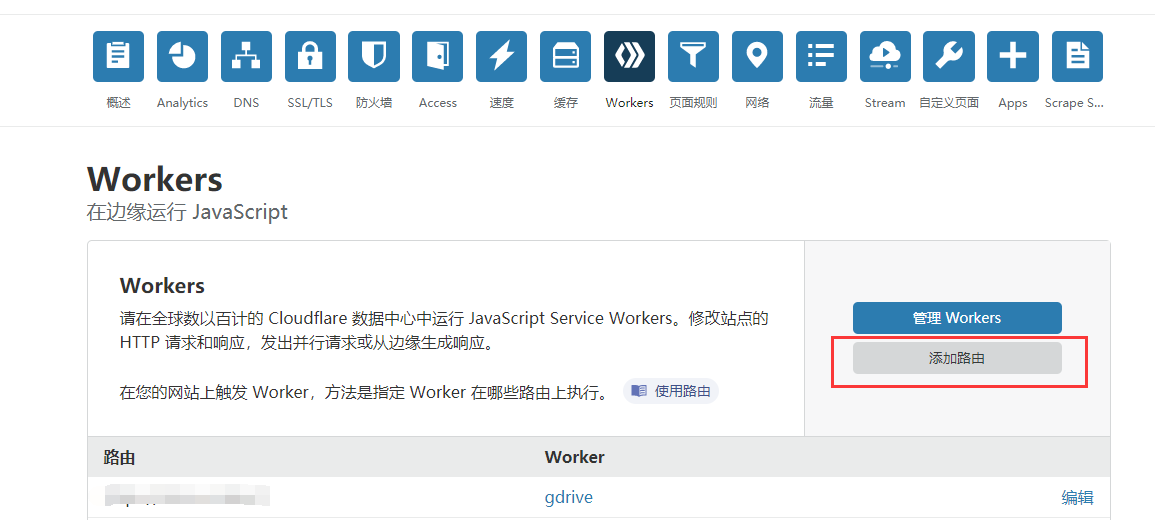 概述 Analytics DNS SSL/TLS 防火墙 Access 速度 缓存 Workers 页面规则 网络 流量 Stream 自定义页面 Apps Scrape S...
Workers
在边缘运行 JavaScript
Workers
请在全球数以百计的 Cloudflare 数据中心中运行 JavaScript Service Workers。修改站点的
HTTP 请求和响应，发出并行请求或从边缘生成响应。
在您的网站上触发 Worker，方法是指定 Worker 在哪些路由上执行。 使用路由
管理 Workers
添加路由
路由 Worker
gdrive 编辑